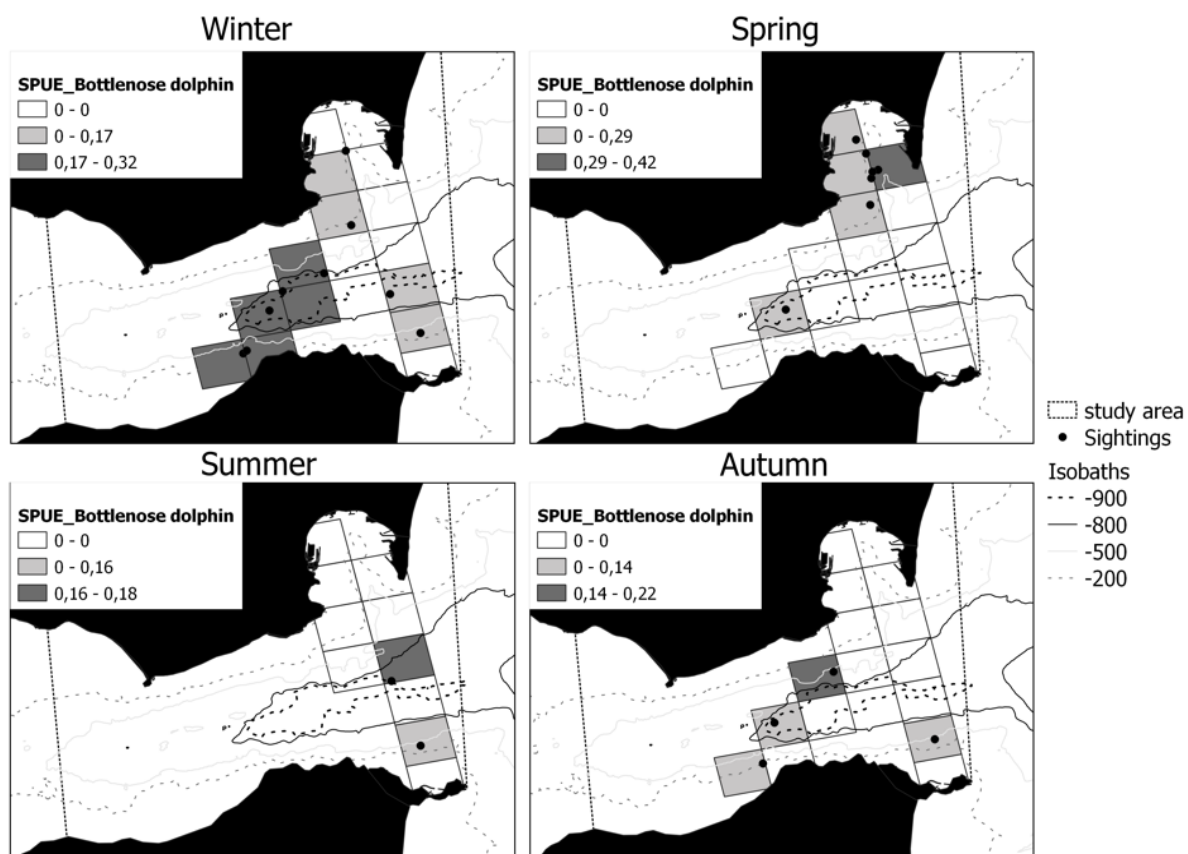 Winter
SPUE_Bottlenose dolphin
0 - 0
0 - 0,17
0,17 - 0,32
Spring
SPUE_Bottlenose dolphin
0 - 0
0 - 0,29
0,29 - 0,42
Summer
SPUE_Bottlenose dolphin
0 - 0
0 - 0,16
0,16 - 0,18
Autumn
SPUE_Bottlenose dolphin
0 - 0
0 - 0,14
0,14 - 0,22
study area
Sightings
Isobaths
-900
-800
-500
-200